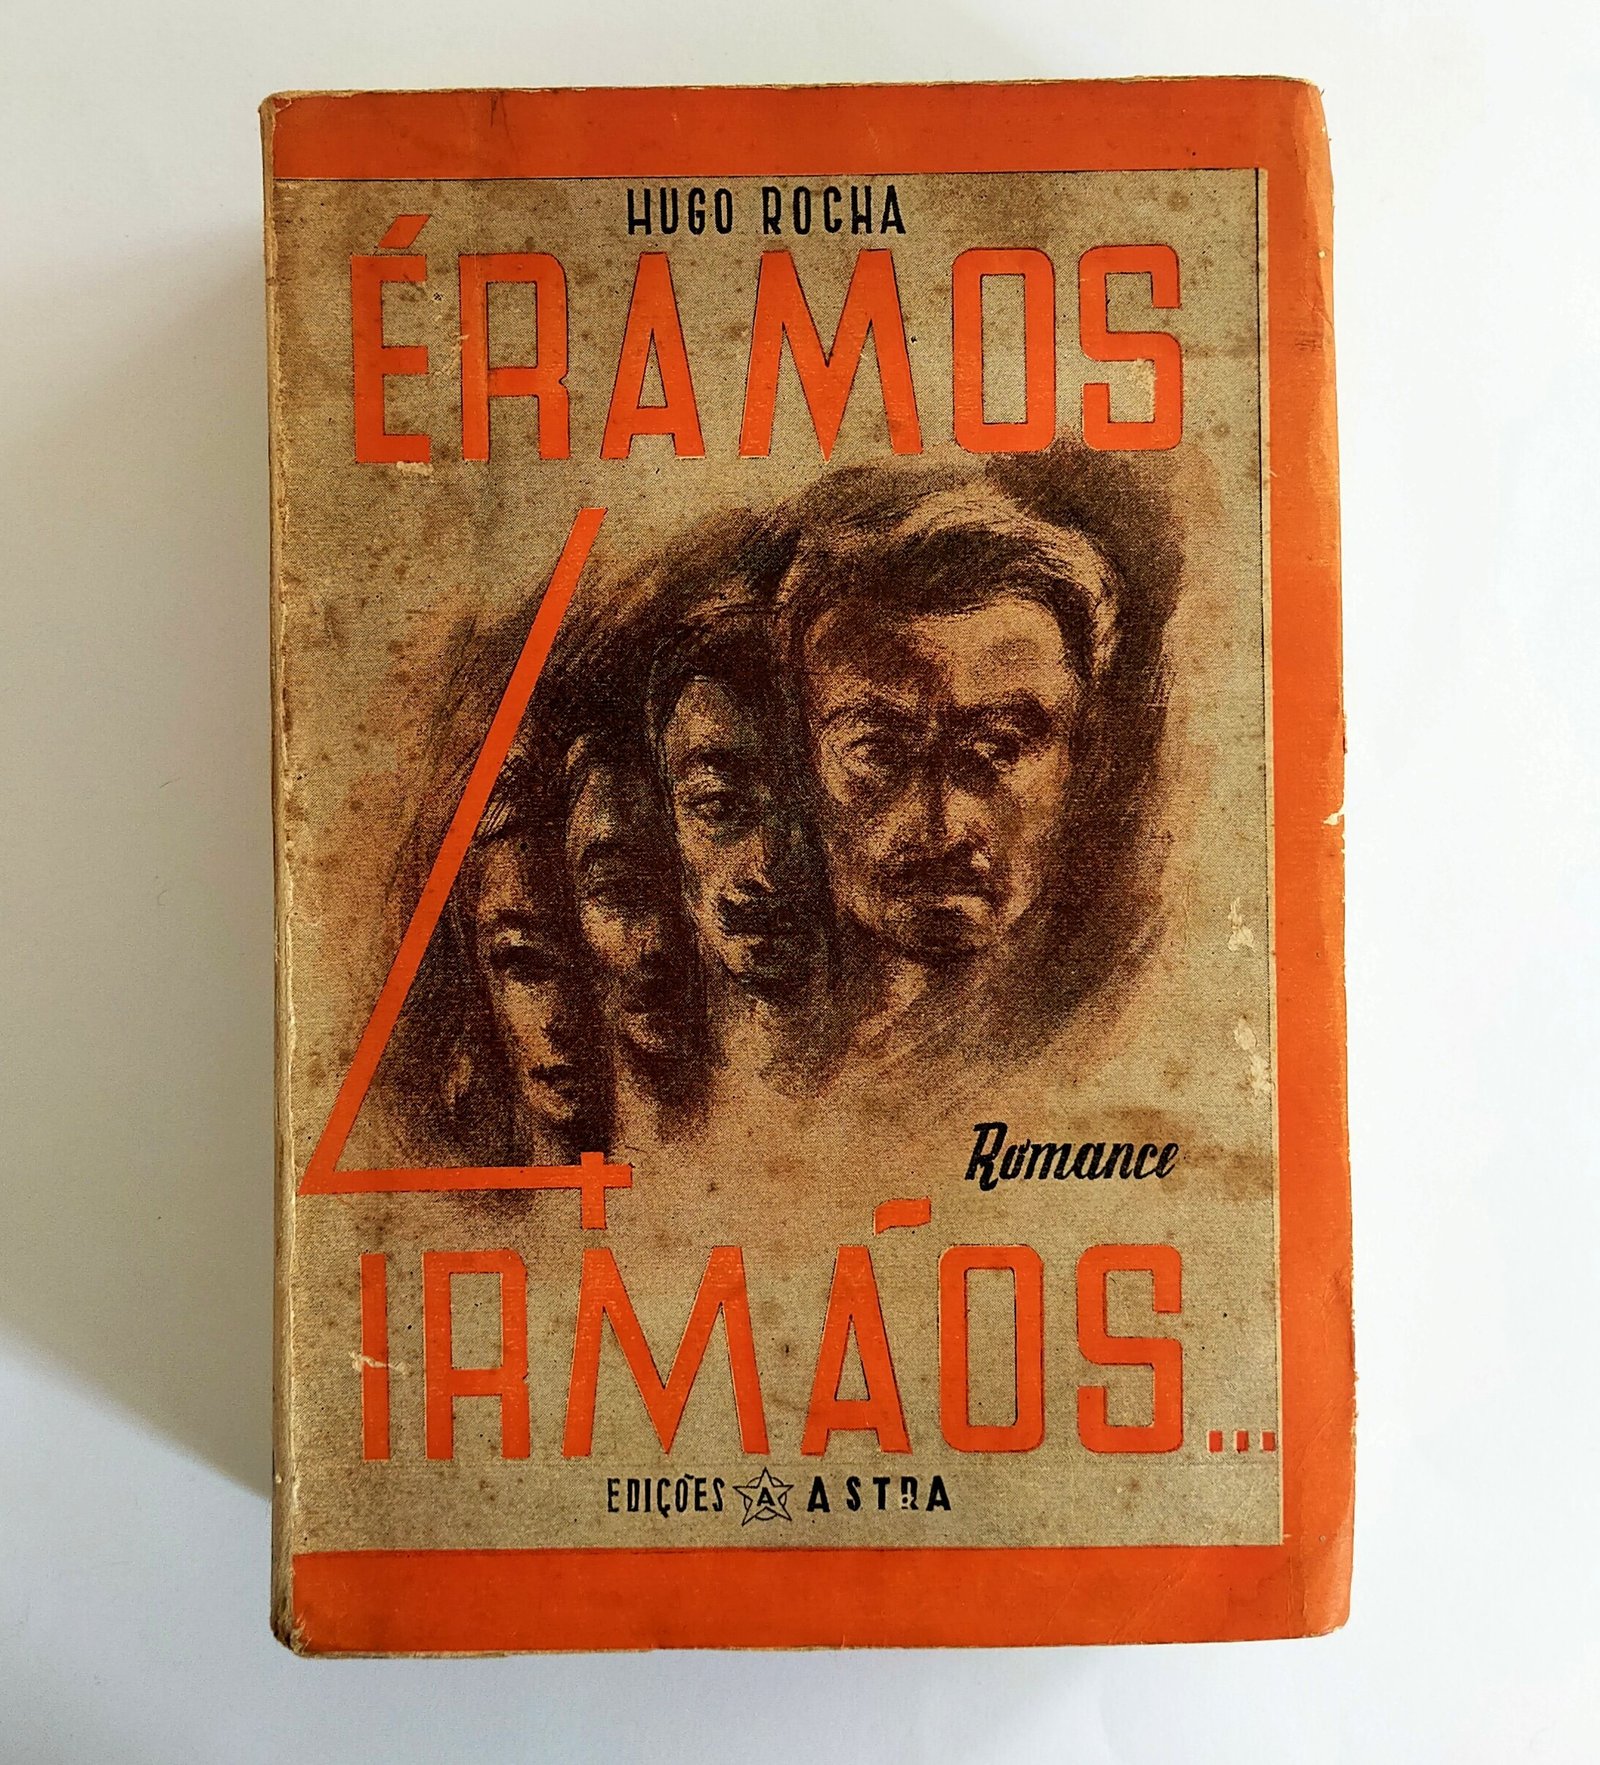 HUGO ROCHA
ÉRAMOS
4
Romance
IRMÃOS...
EDIÇÕES A ASTRA